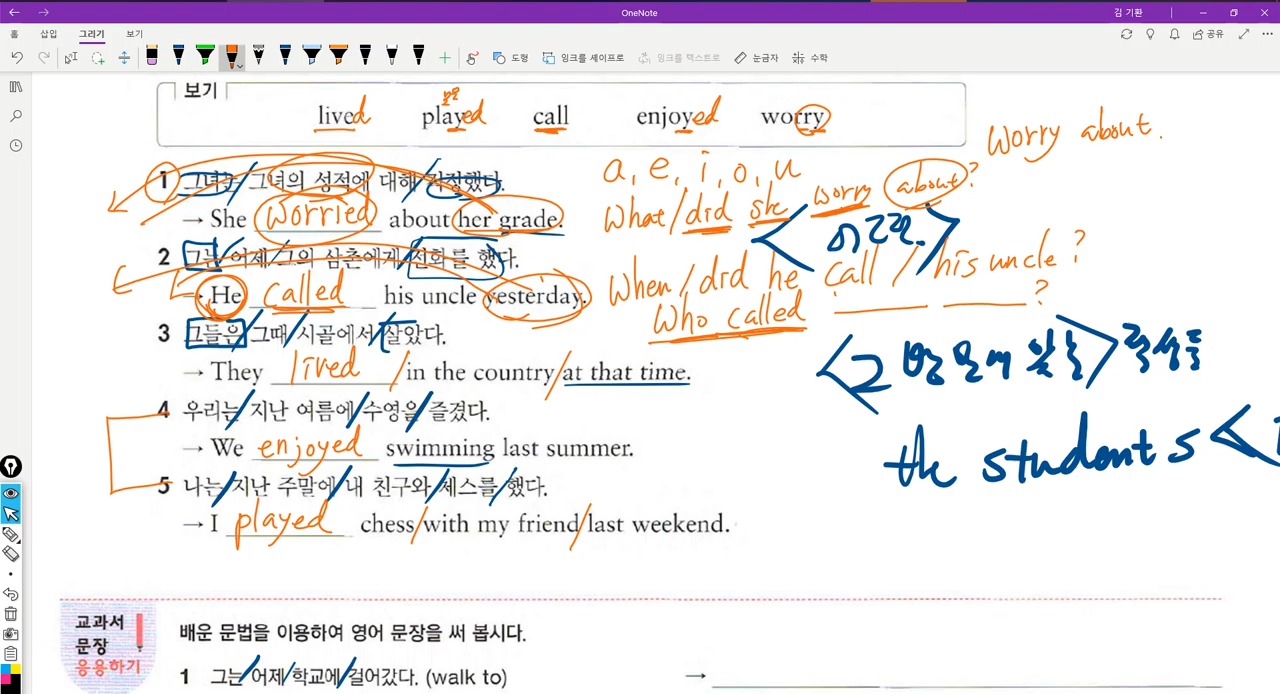 OneNote
김 기환
홈 삽입 그리기 보기
공유
도형 잉크를 셰이프로 잉크를 텍스트로 눈금자 수학
보기
lived played call enjoyed worry
worry about.
a, e, i, o, u
1 그녀는 그녀의 성적에 대해 걱정했다.
What / did she worry about?
→ She worried about her grade.
2 그는 어제 그의 삼촌에게 전화를 했다.
When / did he call / his uncle?
→ He called his uncle yesterday.
Who called ?
3 그들은 그때 시골에서 살았다.
→ They lived in the country at that time.
4 우리는 지난 여름에 수영을 즐겼다.
→ We enjoyed swimming last summer.
the students
5 나는 지난 주말에 내 친구와 체스를 했다.
→ I played chess with my friend last weekend.
교과서
문장
응용하기
배운 문법을 이용하여 영어 문장을 써 봅시다.
1 그는 어제 학교에 걸어갔다. (walk to) →